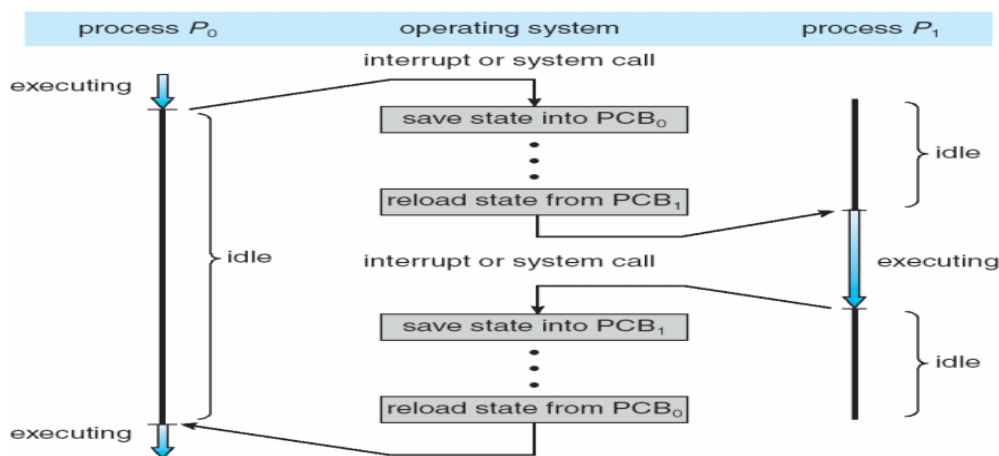 process P₀ operating system process P₁
interrupt or system call
executing
save state into PCB₀
idle
reload state from PCB₁
idle
interrupt or system call
executing
save state into PCB₁
idle
reload state from PCB₀
executing